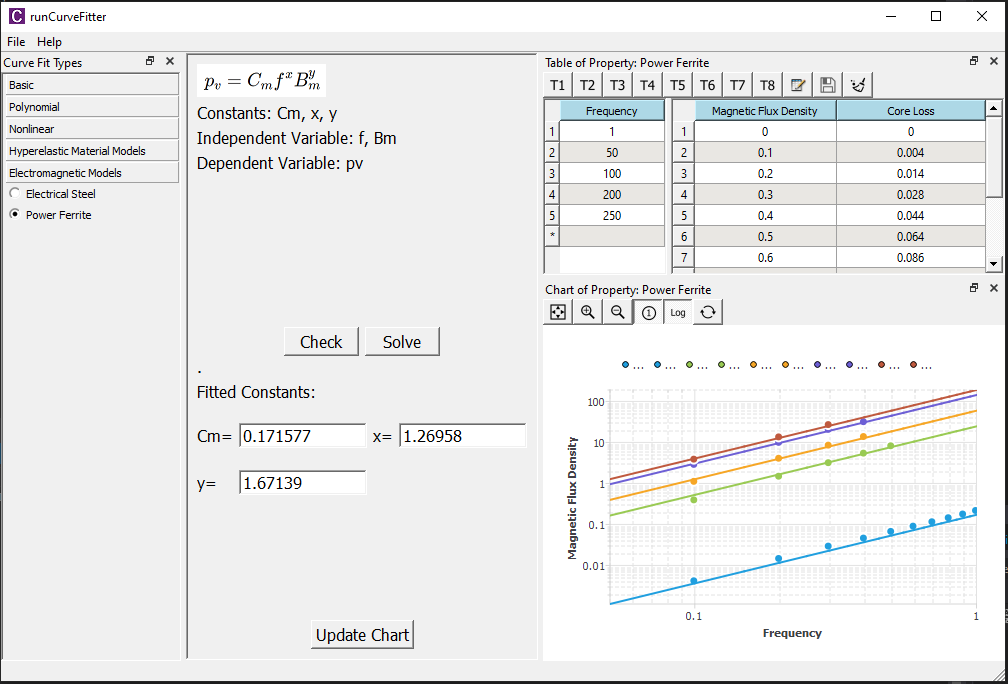 runCurveFitter
File Help
Curve Fit Types
Basic
Polynomial
Nonlinear
Hyperelastic Material Models
Electromagnetic Models
Electrical Steel
Power Ferrite
p_v = C_m f^x B_m^y
Constants: Cm, x, y
Independent Variable: f, Bm
Dependent Variable: pv
Check Solve
.
Fitted Constants:
Cm= 0.171577 x= 1.26958
y= 1.67139
Update Chart
Table of Property: Power Ferrite
T1 T2 T3 T4 T5 T6 T7 T8
Frequency
1 1
2 50
3 100
4 200
5 250
*
Magnetic Flux Density Core Loss
1 0 0
2 0.1 0.004
3 0.2 0.014
4 0.3 0.028
5 0.4 0.044
6 0.5 0.064
7 0.6 0.086
Chart of Property: Power Ferrite
1 Log
... ... ... ... ... ... ... ... ... ...
Magnetic Flux Density
100
10
1
0.1
0.01
0.1 1
Frequency